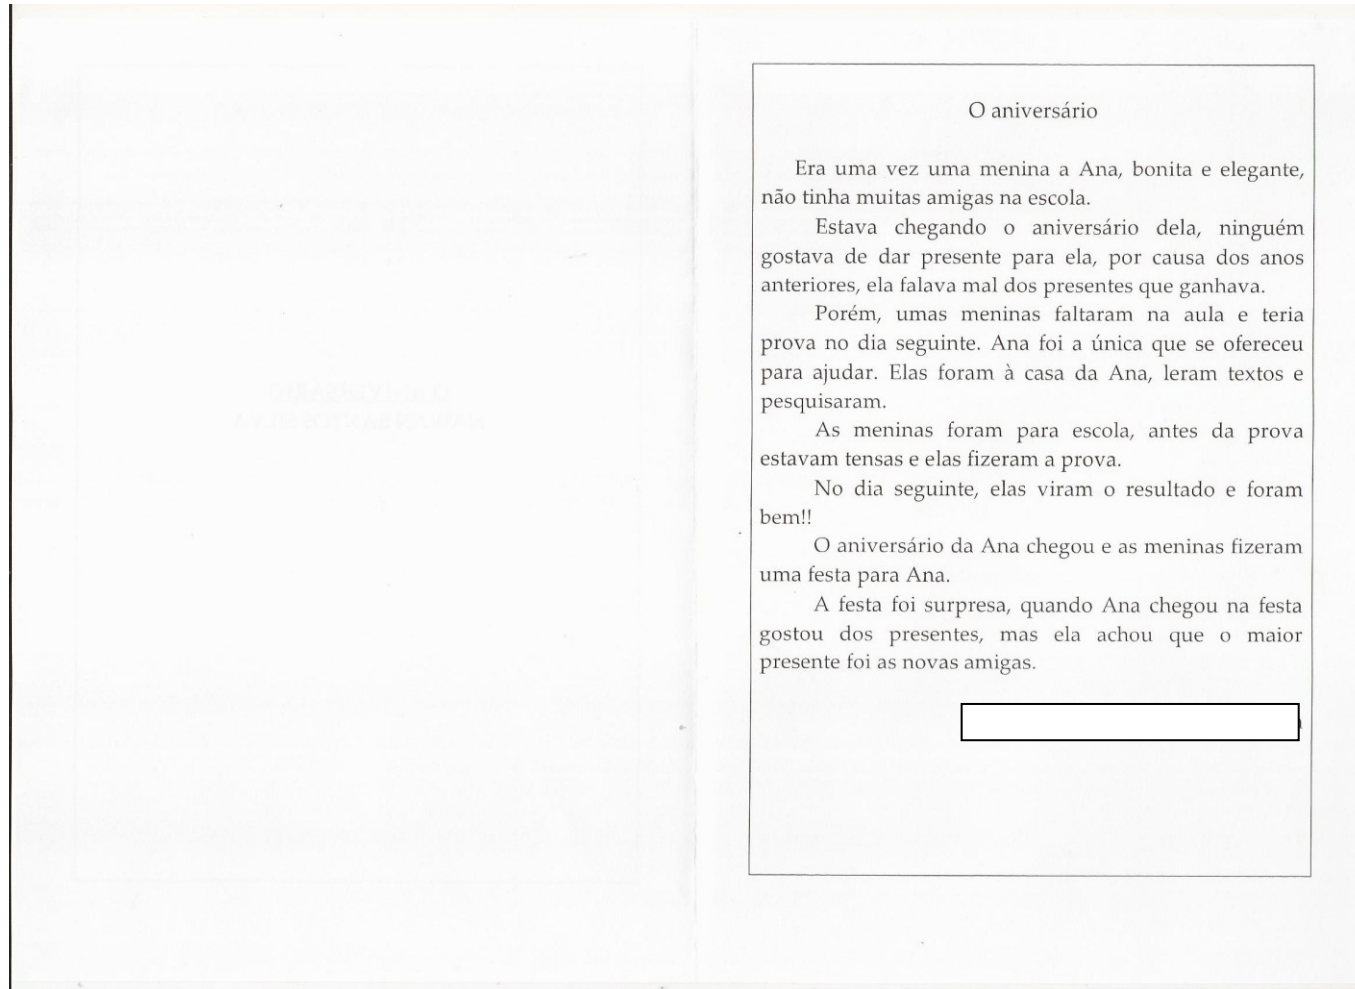 O aniversário
Era uma vez uma menina a Ana, bonita e elegante,
não tinha muitas amigas na escola.
Estava chegando o aniversário dela, ninguém
gostava de dar presente para ela, por causa dos anos
anteriores, ela falava mal dos presentes que ganhava.
Porém, umas meninas faltaram na aula e teria
prova no dia seguinte. Ana foi a única que se ofereceu
para ajudar. Elas foram à casa da Ana, leram textos e
pesquisaram.
As meninas foram para escola, antes da prova
estavam tensas e elas fizeram a prova.
No dia seguinte, elas viram o resultado e foram
bem!!
O aniversário da Ana chegou e as meninas fizeram
uma festa para Ana.
A festa foi surpresa, quando Ana chegou na festa
gostou dos presentes, mas ela achou que o maior
presente foi as novas amigas.